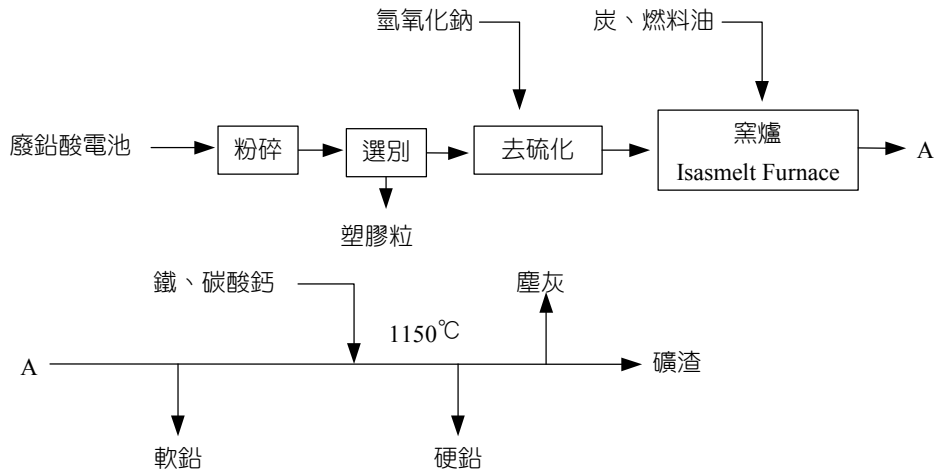 氫氧化鈉
炭、燃料油
廢鉛酸電池
粉碎
選別
去硫化
窯爐
Isasmelt Furnace
A
塑膠粒
鐵、碳酸鈣
1150℃
塵灰
A
礦渣
軟鉛
硬鉛